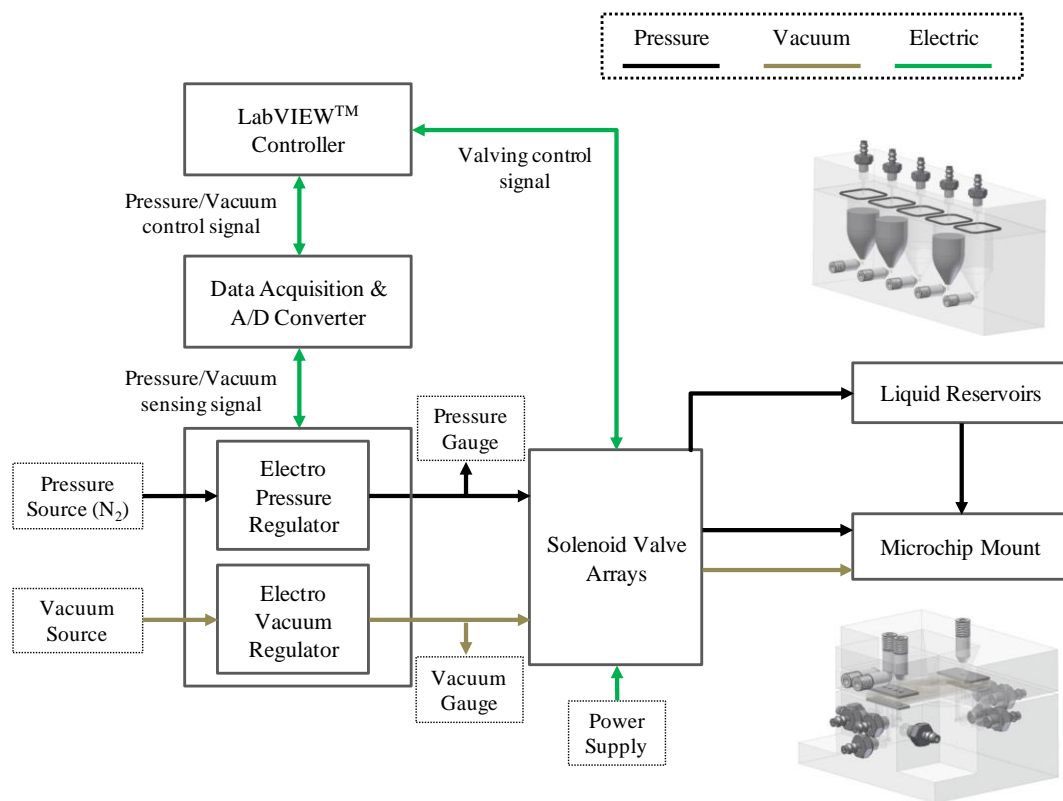 Pressure
Vacuum
Electric
LabVIEW™
Controller
Valving control
signal
Pressure/Vacuum
control signal
Data Acquisition &
A/D Converter
Pressure/Vacuum
sensing signal
Pressure
Gauge
Liquid Reservoirs
Pressure
Source (N₂)
Electro
Pressure
Regulator
Solenoid Valve
Arrays
Microchip Mount
Vacuum
Source
Electro
Vacuum
Regulator
Vacuum
Gauge
Power
Supply